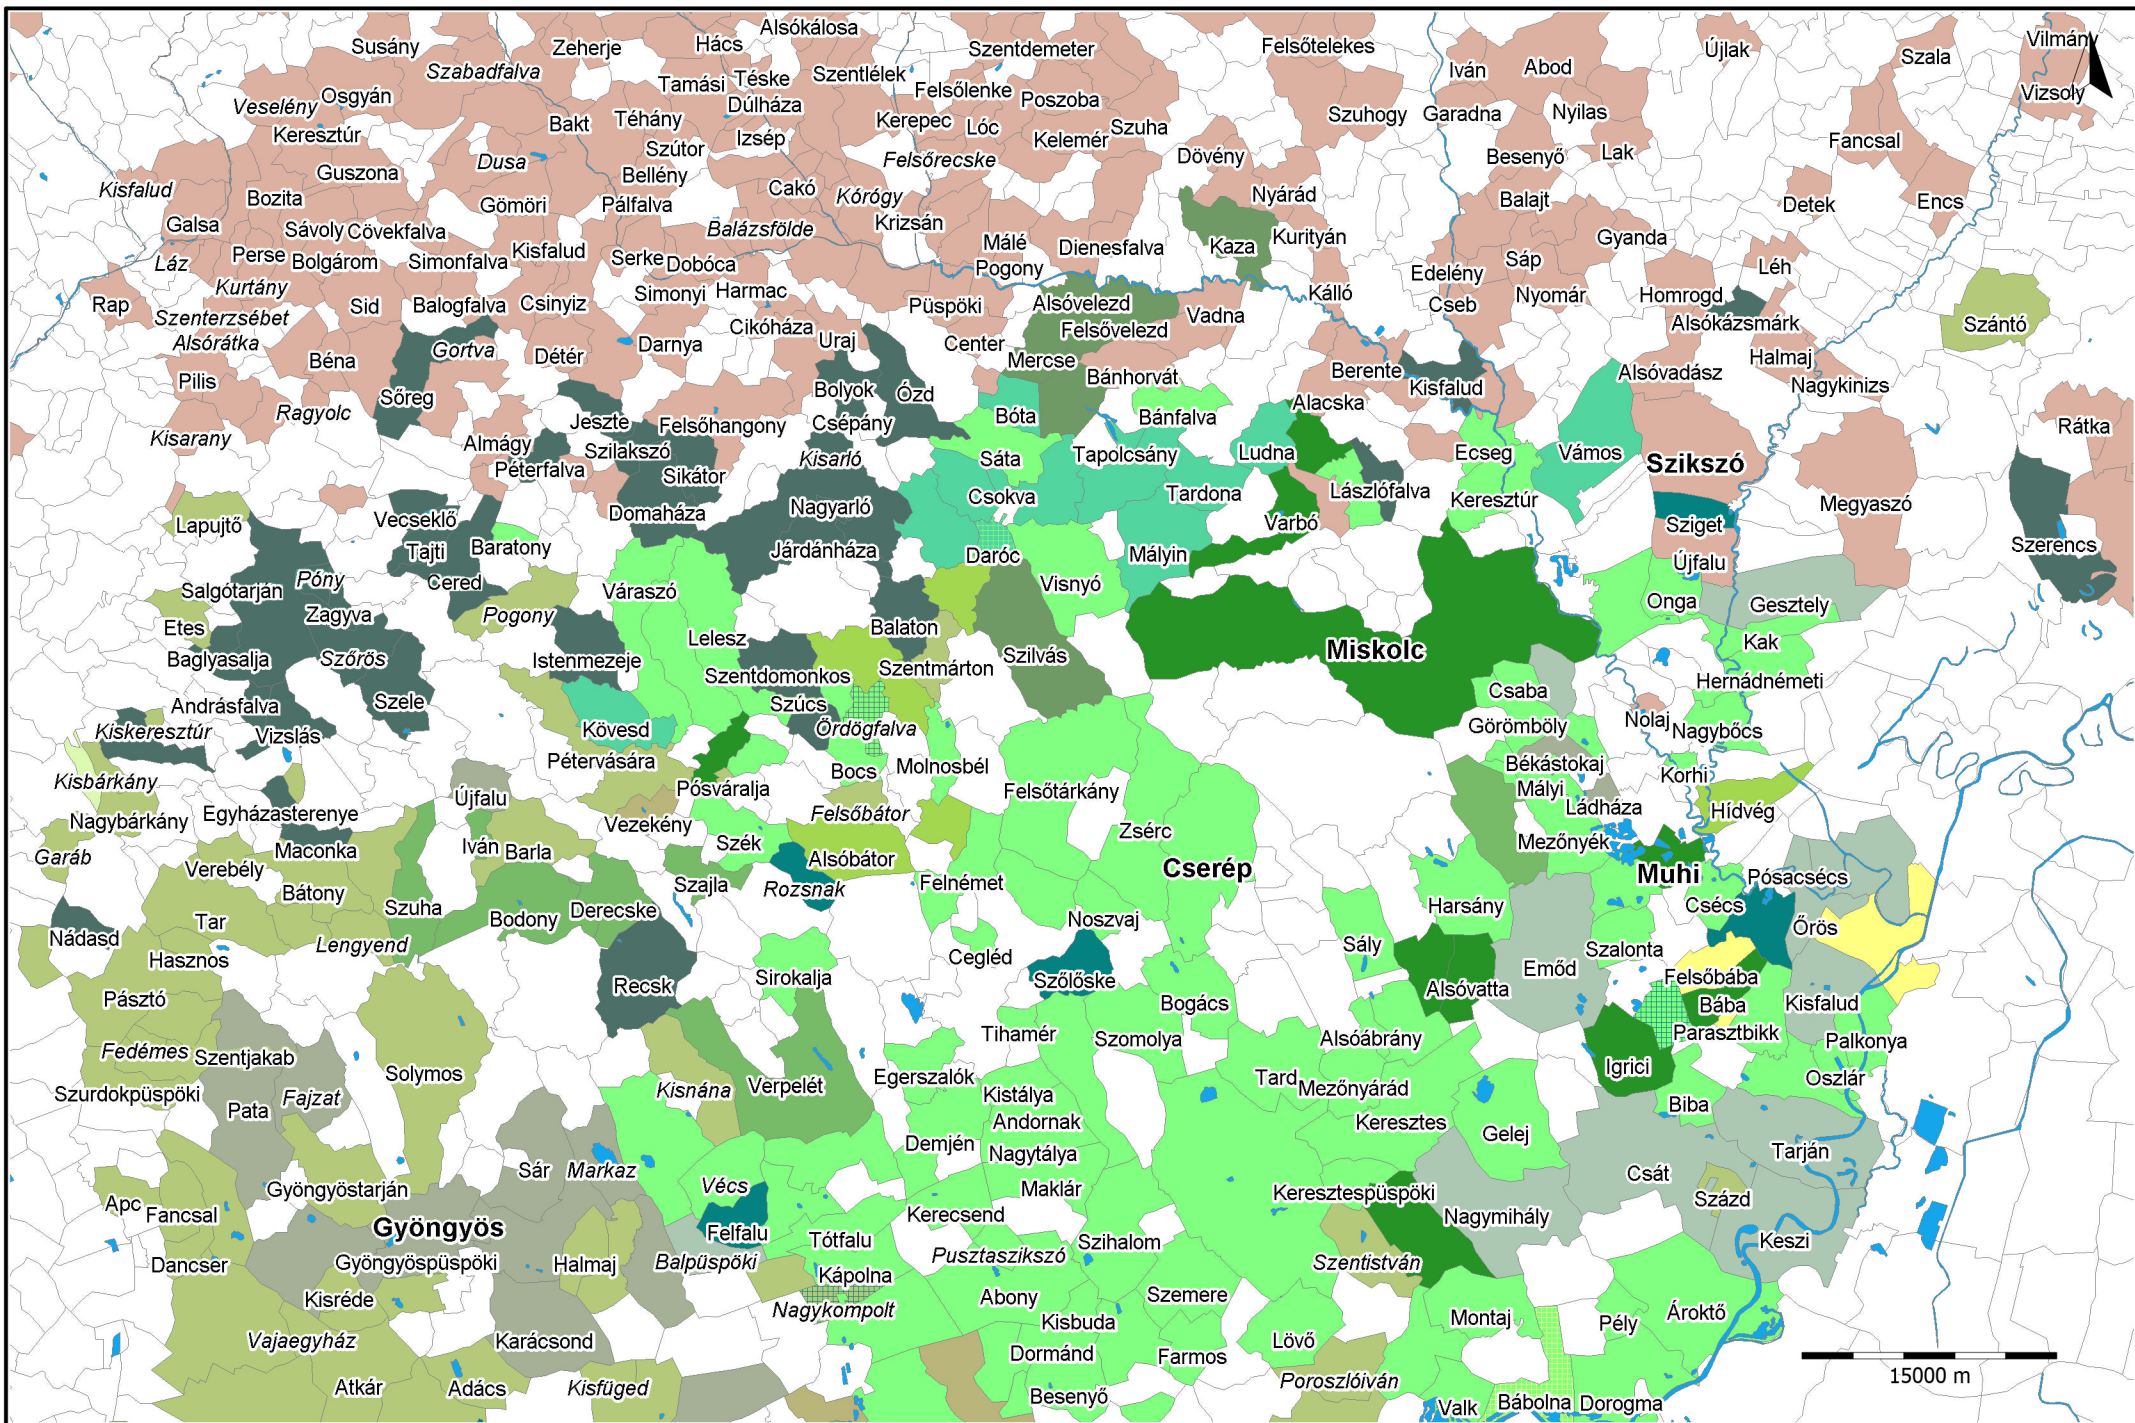 Alsókálosa
Susány
Zeherje
Hács
Szentdemeter
Felsőtelekes
Újlak
Szala
Vilmány
Szabadfalva
Tamási
Téske
Szentlélek
Felsőlenke
Iván
Abod
Vizsoly
Veselény
Osgyán
Dúlháza
Poszoba
Keresztúr
Bakt
Téhány
Izsép
Kerepec
Lóc
Kelemér
Szuha
Szuhogy
Garadna
Nyilas
Fancsal
Dusa
Szútor
Felsőrecske
Dövény
Besenyő
Lak
Kisfalud
Guszona
Bellény
Bozita
Gömöri
Pálfalva
Cakó
Kórógy
Nyárád
Balajt
Detek
Encs
Galsa
Sávoly
Cövekfalva
Balázsfölde
Krizsán
Málé
Dienesfalva
Kaza
Kurityán
Gyanda
Láz
Perse
Bolgárom
Simonfalva
Kisfalud
Serke
Dobóca
Pogony
Edelény
Sáp
Léh
Rap
Kurtány
Sid
Balogfalva
Csinyiz
Simonyi
Harmac
Püspöki
Alsóvelezd
Kálló
Cseb
Nyomár
Homrogd
Szenterzsébet
Cikóháza
Felsővelezd
Vadna
Alsókázsmárk
Szántó
Alsórátka
Béna
Gortva
Détér
Darnya
Uraj
Center
Mercse
Bánhorvát
Berente
Kisfalud
Alsóvadász
Halmaj
Nagykinizs
Pilis
Sőreg
Bolyok
Ózd
Alacska
Ragyolc
Jeszte
Felsőhangony
Csépány
Bóta
Bánfalva
Rátka
Kisarany
Almágy
Szilakszó
Kisarló
Sáta
Tapolcsány
Ludna
Ecseg
Vámos
Szikszó
Péterfalva
Sikátor
Csokva
Tardona
Lászlófalva
Keresztúr
Megyaszó
Lapujtő
Vecseklő
Domaháza
Nagyarló
Varbó
Sziget
Tajti
Baratony
Járdánháza
Daróc
Mályin
Újfalu
Szerencs
Salgótarján
Póny
Cered
Váraszó
Visnyó
Etes
Zagyva
Pogony
Onga
Gesztely
Baglyasalja
Szőrös
Istenmezeje
Lelesz
Balaton
Miskolc
Kak
Szentdomonkos
Szentmárton
Szilvás
Hernádnémeti
Andrásfalva
Szele
Szúcs
Csaba
Kiskeresztúr
Vizslás
Kövesd
Ördögfalva
Görömböly
Nolaj
Nagybőcs
Kisbárkány
Pétervására
Bocs
Molnosbél
Békástokaj
Korhi
Újfalu
Pósváralja
Felsőtárkány
Mályi
Ládháza
Hídvég
Nagybárkány
Egyházasterenye
Vezekény
Felsőbátor
Zsérc
Mezőnyék
Garáb
Maconka
Iván
Barla
Szék
Alsóbátor
Cserép
Muhi
Pósacsécs
Verebély
Bátony
Szajla
Rozsnak
Felnémet
Tar
Szuha
Bodony
Derecske
Noszvaj
Harsány
Csécs
Őrös
Nádasd
Lengyend
Hasznos
Cegléd
Sály
Szalonta
Recsk
Sirokalja
Szőlőske
Alsóvatta
Emőd
Felsőbába
Pásztó
Bogács
Bába
Kisfalud
Fedémes
Szentjakab
Tihamér
Szomolya
Alsóábrány
Parasztbikk
Palkonya
Szurdokpüspöki
Fajzat
Solymos
Kisnána
Verpelét
Egerszalók
Tard
Mezőnyárád
Igrici
Oszlár
Pata
Kistálya
Andornak
Keresztes
Gelej
Biba
Demjén
Nagytálya
Tarján
Apc
Gyöngyöstarján
Sár
Markaz
Vécs
Maklár
Keresztespüspöki
Csát
Százd
Fancsal
Gyöngyös
Felfalu
Tótfalu
Kerecsend
Nagymihály
Keszi
Dancsér
Gyöngyöspüspöki
Halmaj
Balpüspöki
Kápolna
Pusztaszikszó
Szihalom
Szentistván
Kisréde
Nagykompolt
Abony
Szemere
Vajaegyház
Karácsond
Kisbuda
Lövő
Montaj
Pély
Ároktő
Atkár
Adács
Kisfüged
Dormánd
Farmos
Poroszlóiván
15000 m
Besenyő
Valk
Bábolna
Dorogma